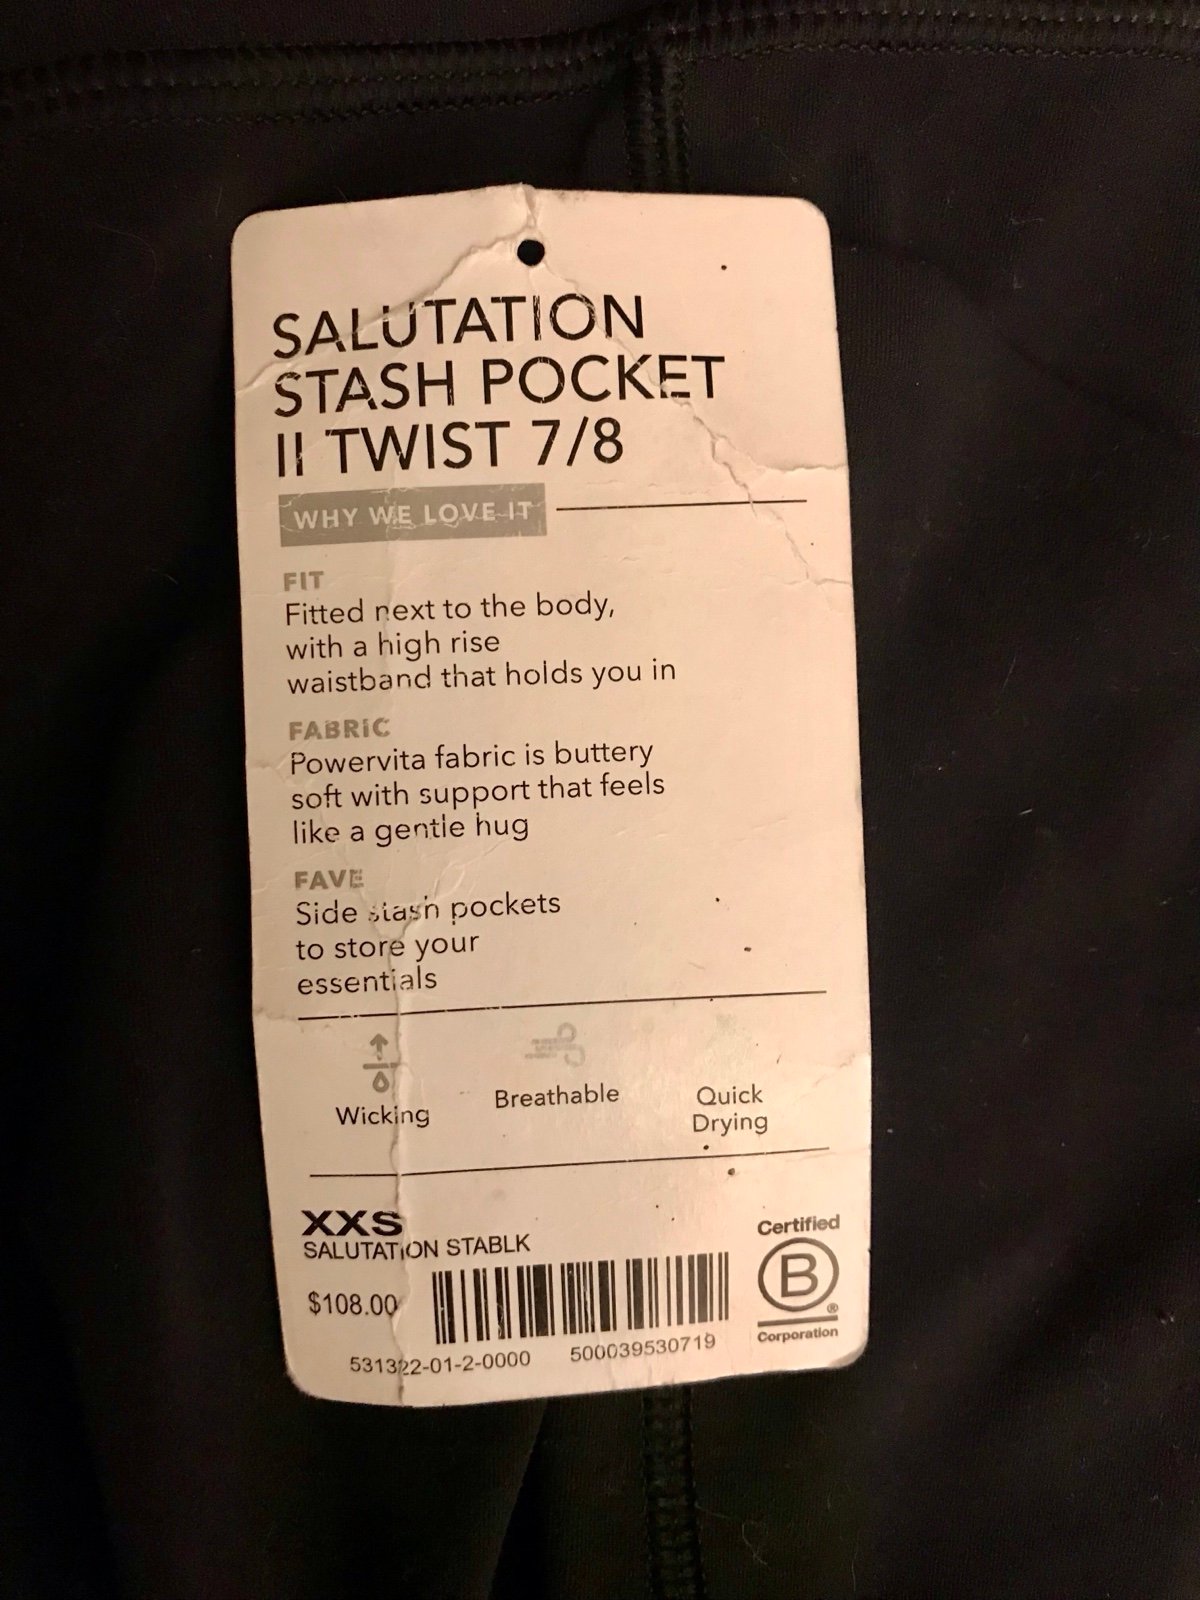 SALUTATION
STASH POCKET
II TWIST 7/8
WHY WE LOVE IT
FIT
Fitted next to the body,
with a high rise
waistband that holds you in
FABRIC
Powervita fabric is buttery
soft with support that feels
like a gentle hug
FAVE
Side stash pockets
to store your
essentials
Wicking
Breathable
Quick
Drying
XXS
SALUTATION STABLK
$108.00
531322-01-2-0000 500039530719
Certified
B
®
Corporation